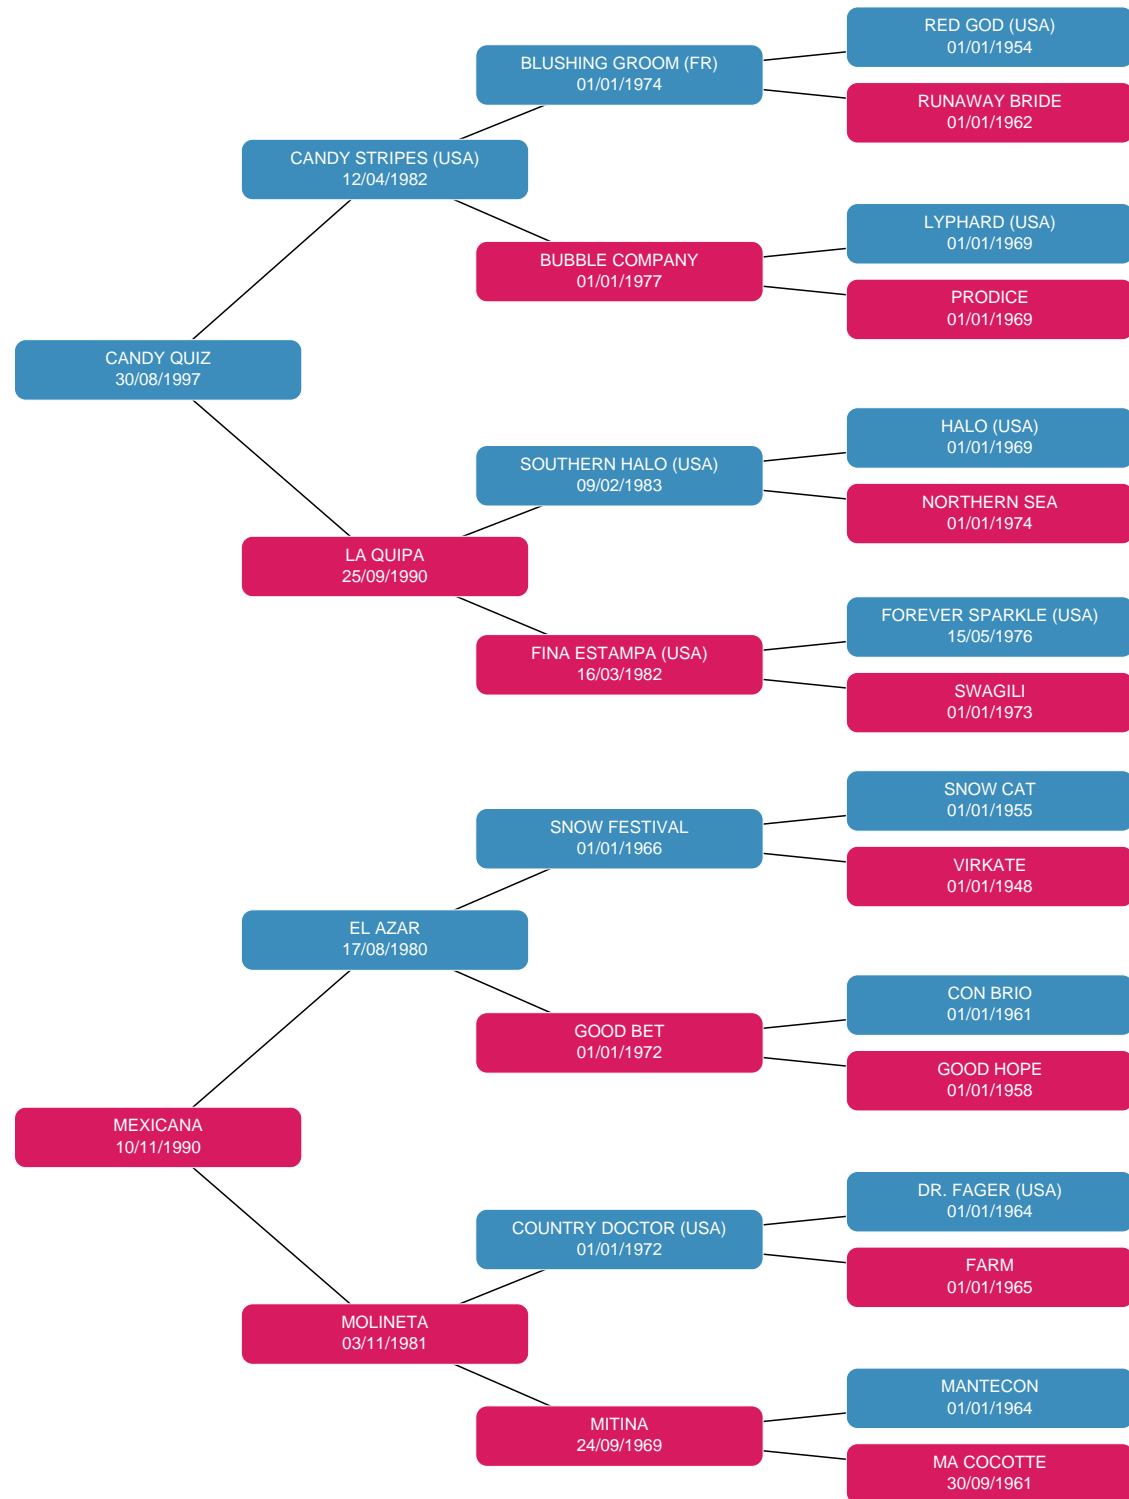 RED GOD (USA)
01/01/1954
BLUSHING GROOM (FR)
01/01/1974
RUNAWAY BRIDE
01/01/1962
CANDY STRIPES (USA)
12/04/1982
LYPHARD (USA)
01/01/1969
BUBBLE COMPANY
01/01/1977
PRODICE
01/01/1969
CANDY QUIZ
30/08/1997
HALO (USA)
01/01/1969
SOUTHERN HALO (USA)
09/02/1983
NORTHERN SEA
01/01/1974
LA QUIPA
25/09/1990
FOREVER SPARKLE (USA)
15/05/1976
FINA ESTAMPA (USA)
16/03/1982
SWAGILI
01/01/1973
SNOW CAT
01/01/1955
SNOW FESTIVAL
01/01/1966
VIRKATE
01/01/1948
EL AZAR
17/08/1980
CON BRIO
01/01/1961
GOOD BET
01/01/1972
GOOD HOPE
01/01/1958
MEXICANA
10/11/1990
DR. FAGER (USA)
01/01/1964
COUNTRY DOCTOR (USA)
01/01/1972
FARM
01/01/1965
MOLINETA
03/11/1981
MANTECON
01/01/1964
MITINA
24/09/1969
MA COCOTTE
30/09/1961